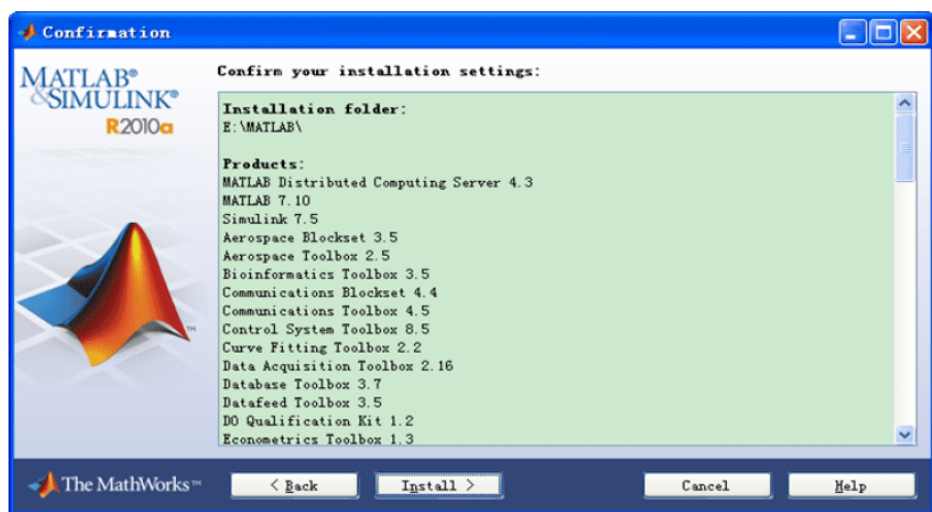 Confirmation
MATLAB®
&SIMULINK®
R2010a
TM
Confirm your installation settings:
Installation folder:
E:\MATLAB\
Products:
MATLAB Distributed Computing Server 4.3
MATLAB 7.10
Simulink 7.5
Aerospace Blockset 3.5
Aerospace Toolbox 2.5
Bioinformatics Toolbox 3.5
Communications Blockset 4.4
Communications Toolbox 4.5
Control System Toolbox 8.5
Curve Fitting Toolbox 2.2
Data Acquisition Toolbox 2.16
Database Toolbox 3.7
Datafeed Toolbox 3.5
DO Qualification Kit 1.2
Econometrics Toolbox 1.3
The MathWorks™
< Back
Install >
Cancel
Help